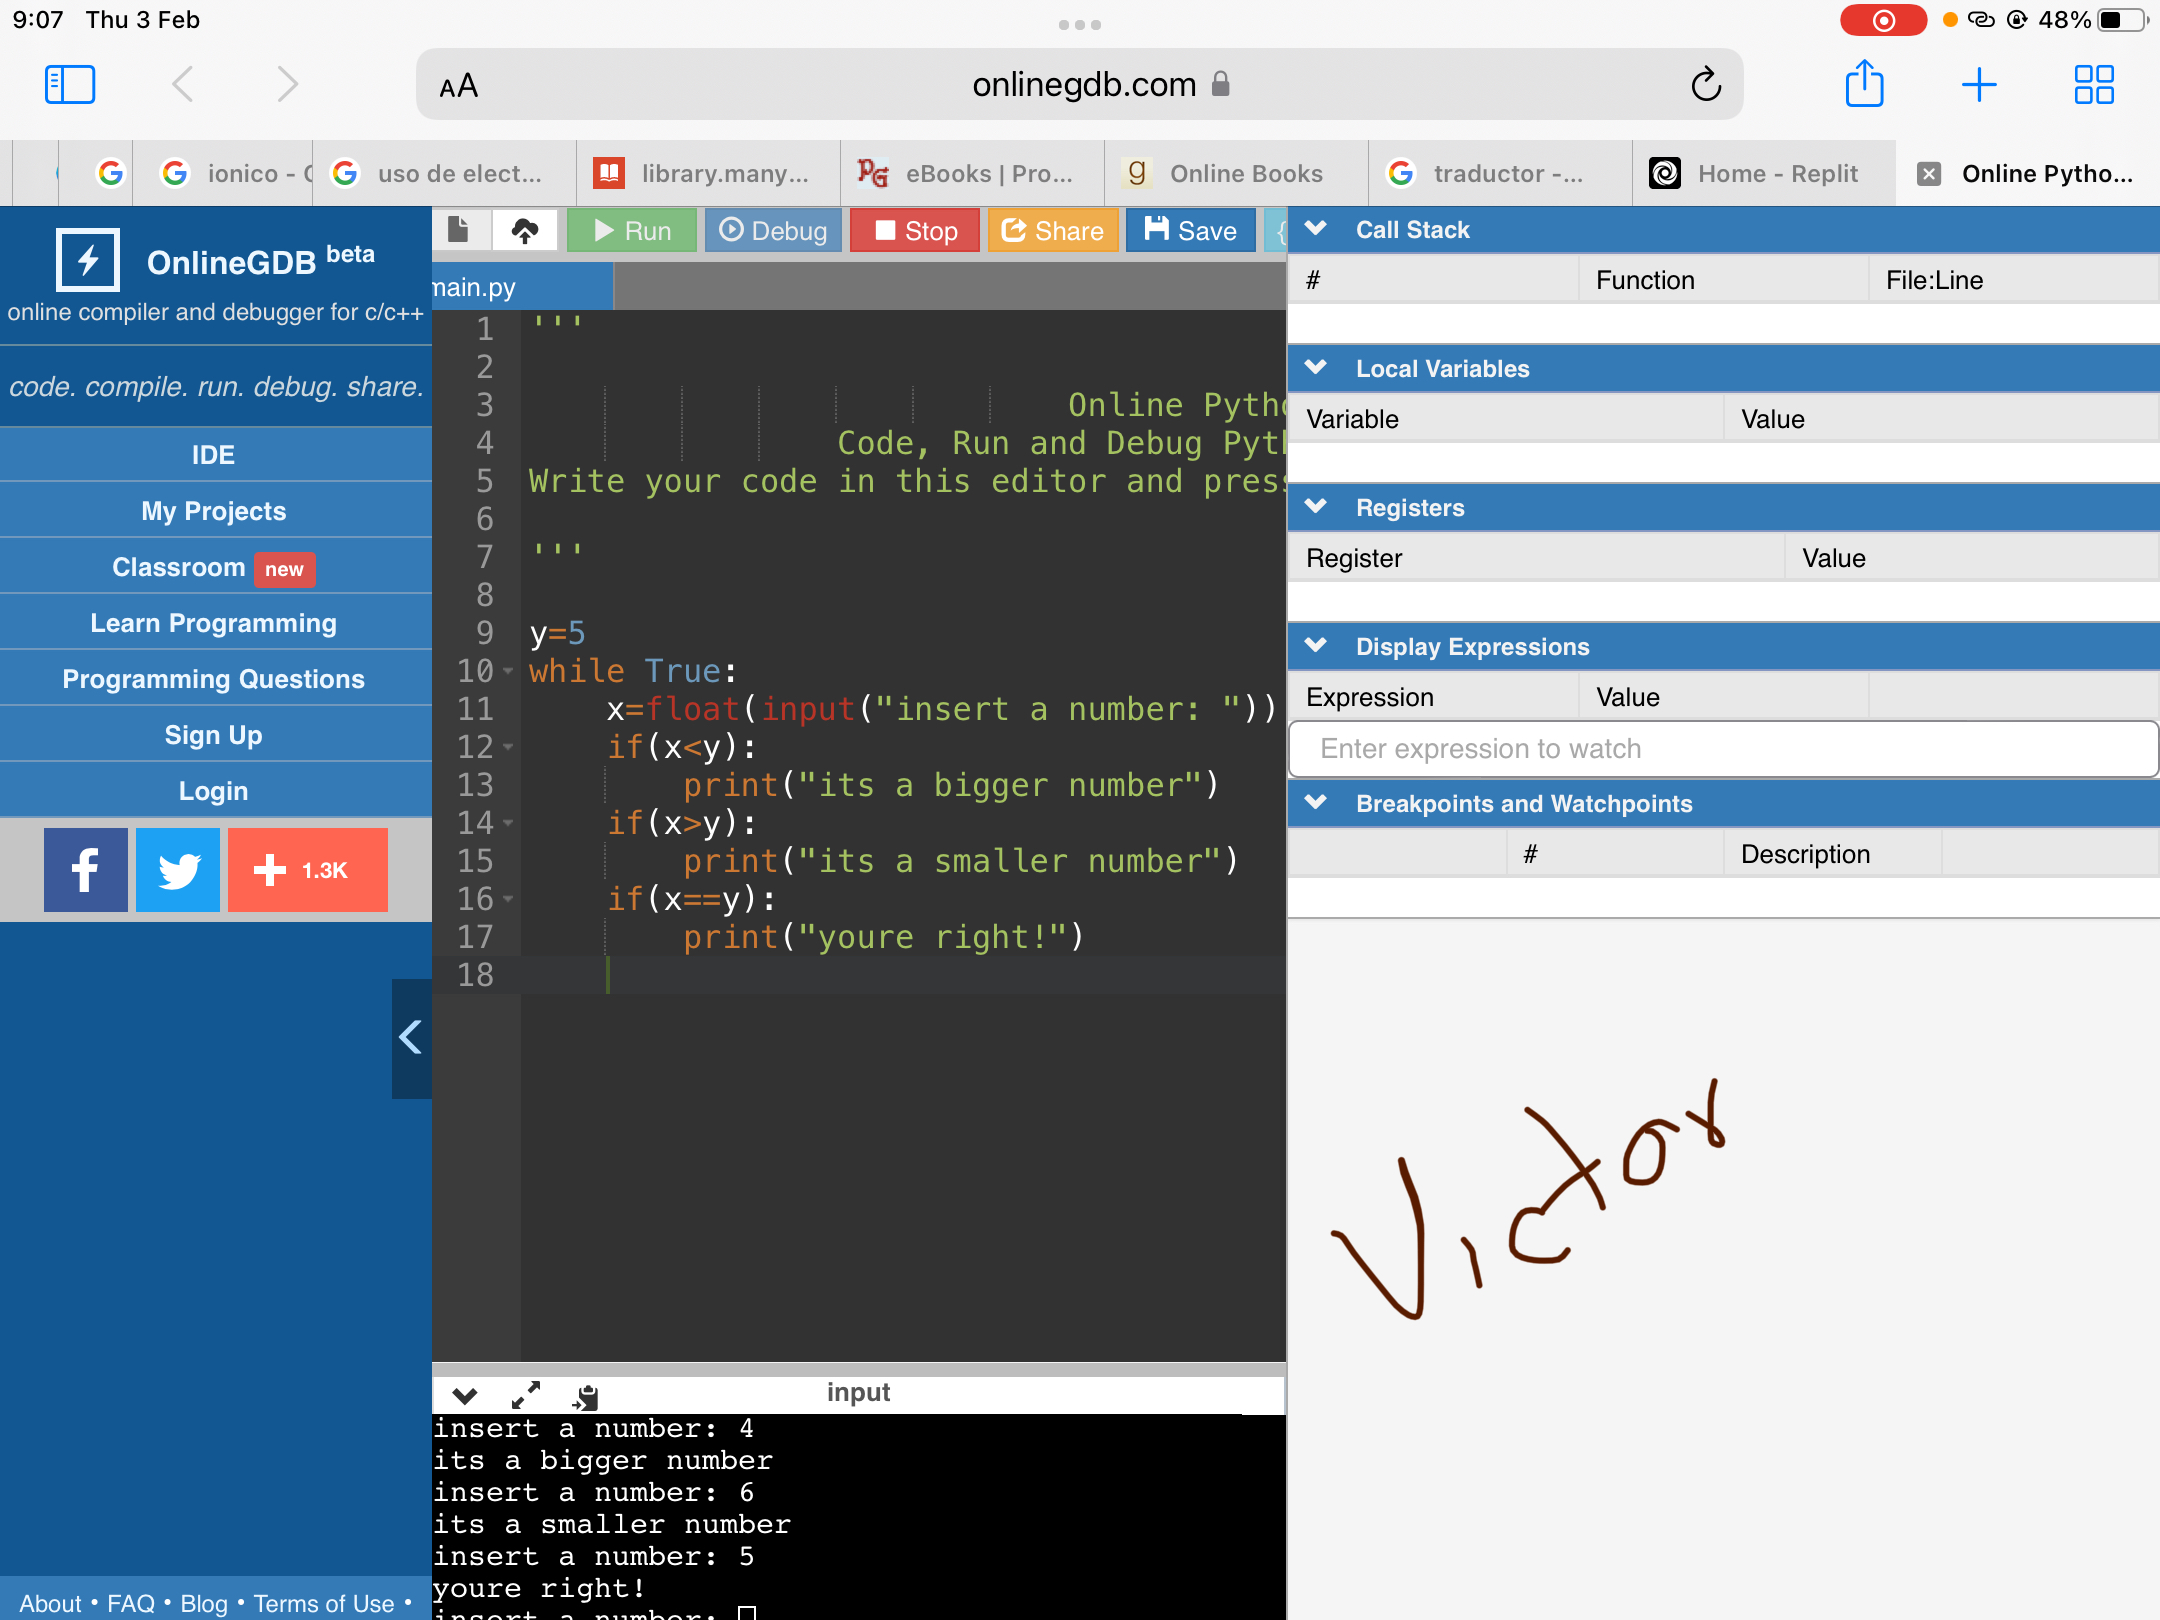 9:07 Thu 3 Feb
48%
AA onlinegdb.com
ionico - G
uso de elect...
library.many...
eBooks | Pro...
Online Books
traductor -...
Home - Replit
Online Pytho...
OnlineGDB beta
online compiler and debugger for c/c++
code. compile. run. debug. share.
IDE
My Projects
Classroom new
Learn Programming
Programming Questions
Sign Up
Login
1.3K
About • FAQ • Blog • Terms of Use •
Run Debug Stop Share Save {
main.py
1 '''
2
3 Online Pytho
4 Code, Run and Debug Pyth
5 Write your code in this editor and press
6
7 '''
8
9 y=5
10 while True:
11 x=float(input("insert a number: "))
12 if(x<y):
13 print("its a bigger number")
14 if(x>y):
15 print("its a smaller number")
16 if(x==y):
17 print("youre right!")
18
input
insert a number: 4
its a bigger number
insert a number: 6
its a smaller number
insert a number: 5
youre right!
insert a number:
Call Stack
# Function File:Line
Local Variables
Variable Value
Registers
Register Value
Display Expressions
Expression Value
Enter expression to watch
Breakpoints and Watchpoints
# Description
Victor